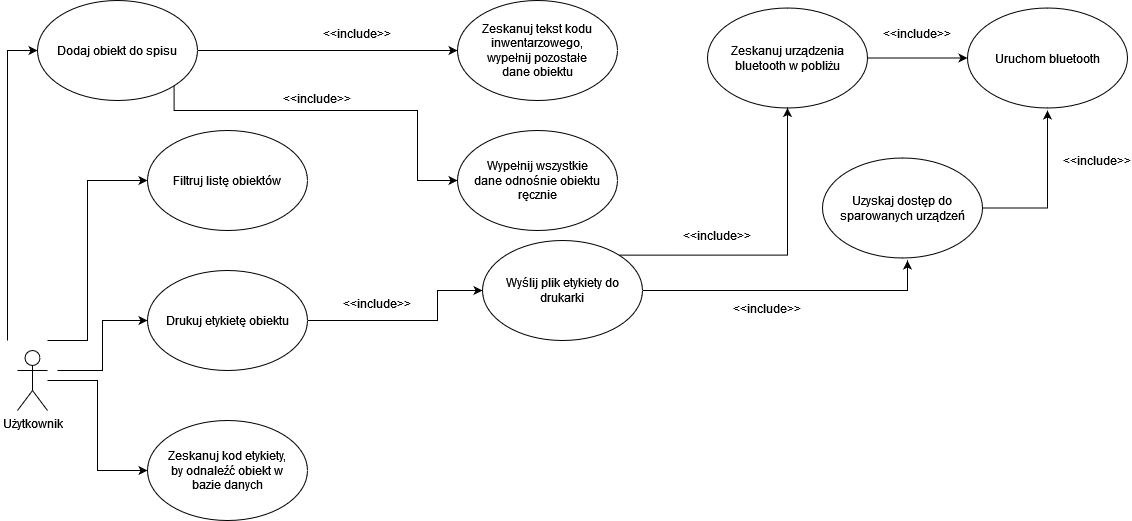 Dodaj obiekt do spisu
<<include>>
Zeskanuj tekst kodu
inwentarzowego,
wypełnij pozostałe
dane obiektu
<<include>>
Wypełnij wszystkie
dane odnośnie obiektu
ręcznie
Filtruj listę obiektów
Drukuj etykietę obiektu
<<include>>
Wyślij plik etykiety do
drukarki
<<include>>
Zeskanuj urządzenia
bluetooth w pobliżu
<<include>>
Uruchom bluetooth
<<include>>
Uzyskaj dostęp do
sparowanych urządzeń
<<include>>
Użytkownik
Zeskanuj kod etykiety,
by odnaleźć obiekt w
bazie danych